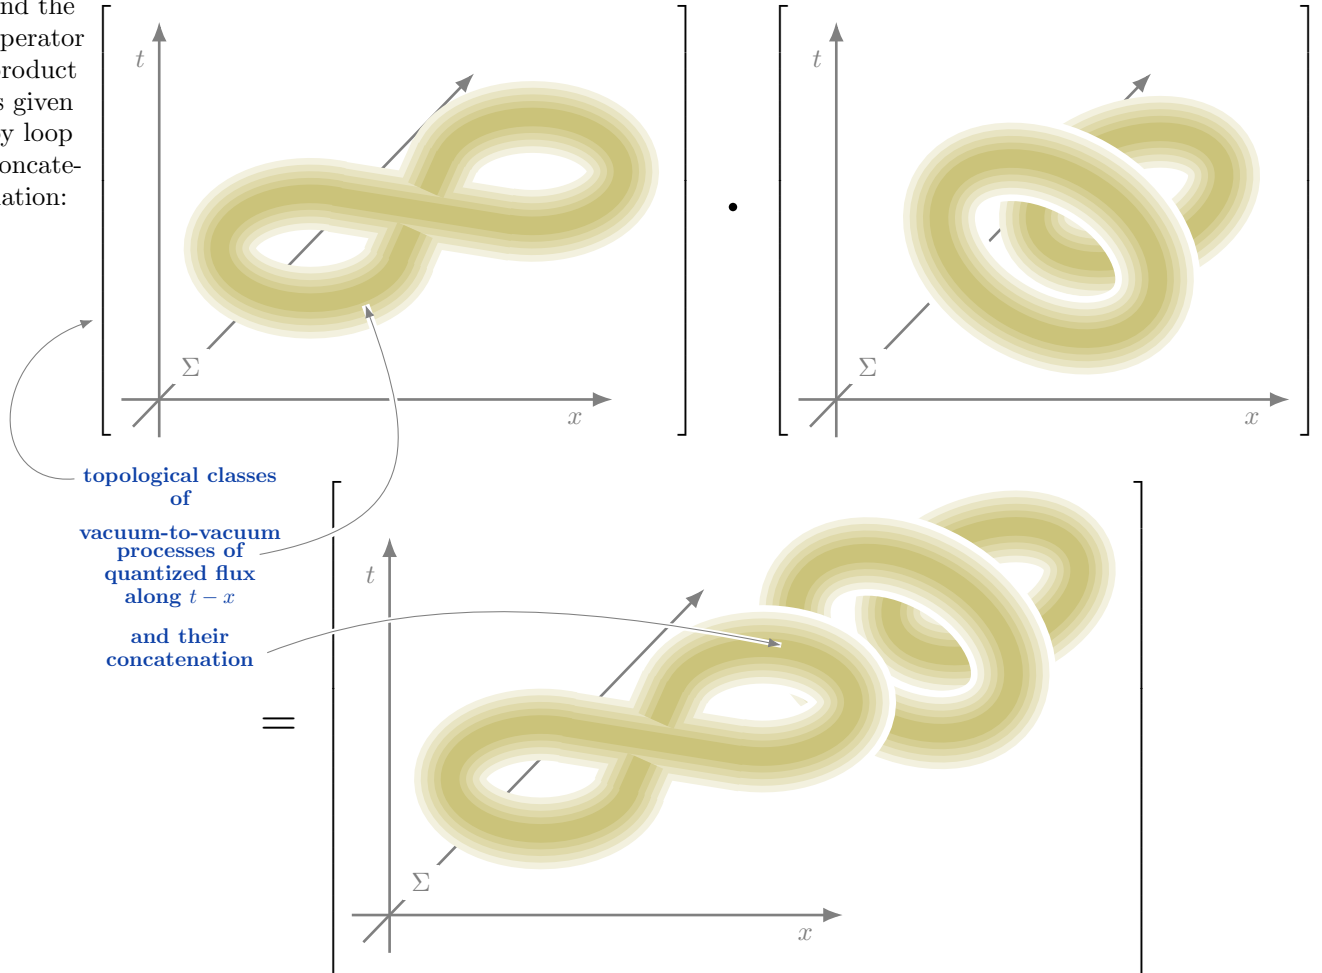 nd the
perator
roduct
s given
y loop
oncate-
ation:
t
Σ
x
·
t
Σ
x
topological classes
of
vacuum-to-vacuum
processes of
quantized flux
along t − x
and their
concatenation
=
t
Σ
x